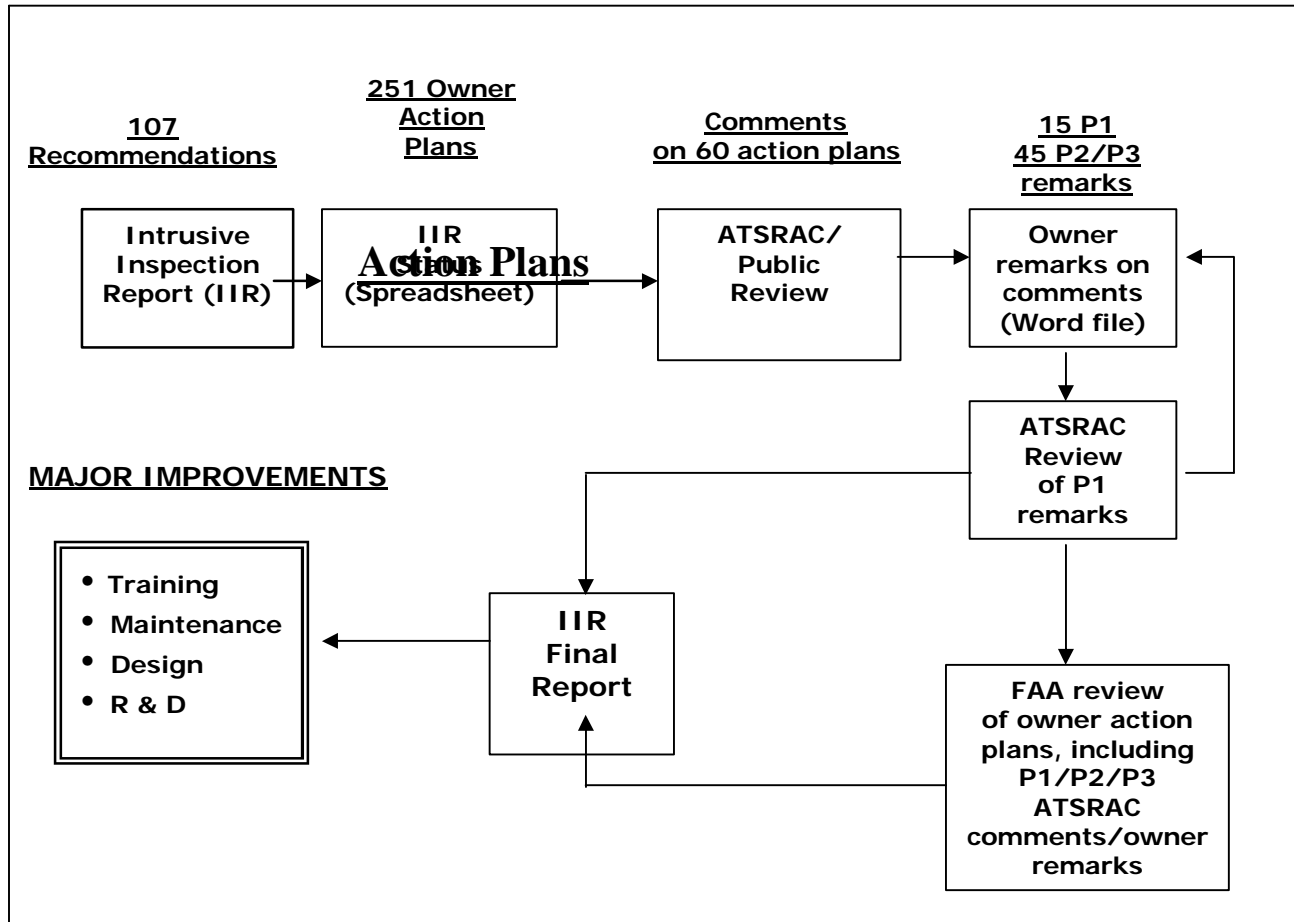 107
Recommendations
251 Owner
Action
Plans
Comments
on 60 action plans
15 P1
45 P2/P3
remarks
Intrusive
Inspection
Report (IIR)
IIR
Status
(Spreadsheet)
Action Plans
ATSRAC/
Public
Review
Owner
remarks on
comments
(Word file)
ATSRAC
Review
of P1
remarks
MAJOR IMPROVEMENTS
• Training
• Maintenance
• Design
• R & D
IIR
Final
Report
FAA review
of owner action
plans, including
P1/P2/P3
ATSRAC
comments/owner
remarks